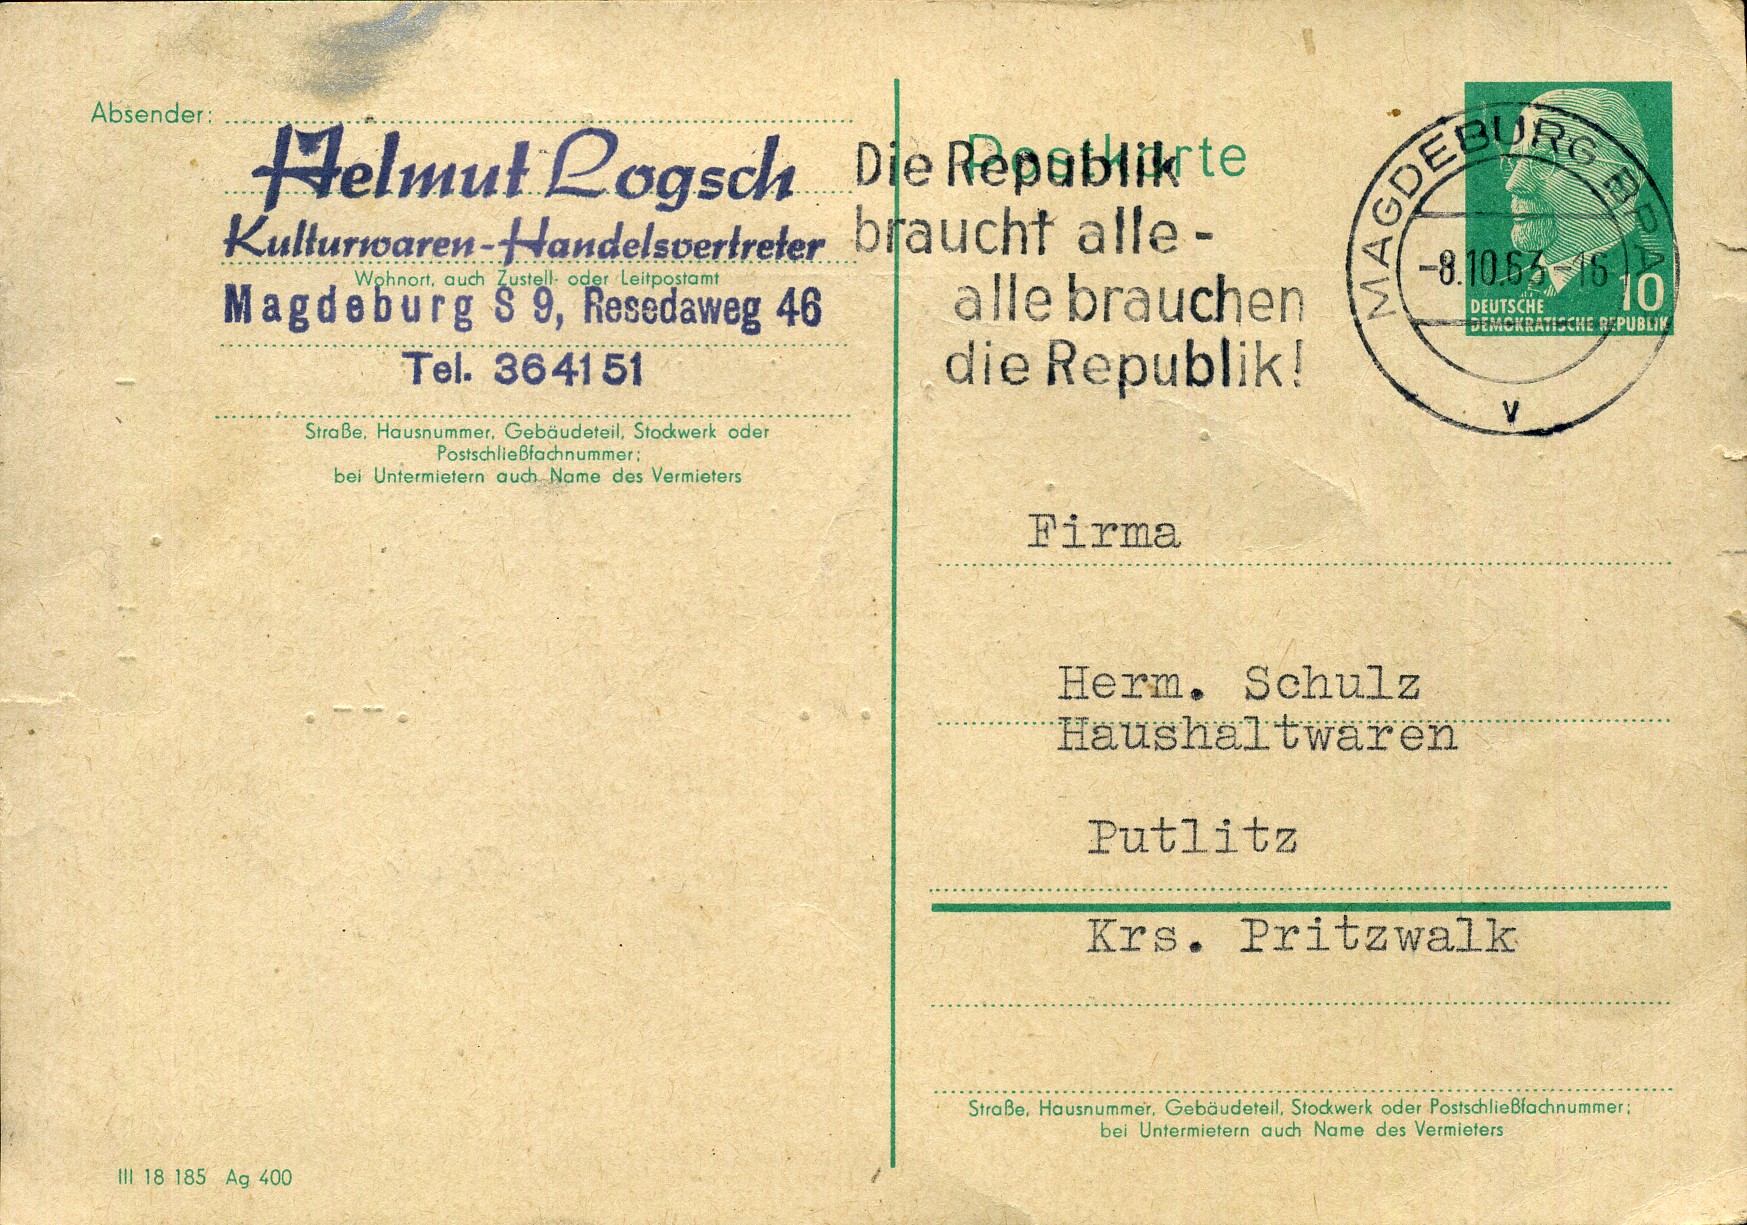 Absender:
Helmut Logsch
Kulturwaren-Handelsvertreter
Wohnort, auch Zustell- oder Leitpostamt
Magdeburg S 9, Resedaweg 46
Tel. 364151
Straße, Hausnummer, Gebäudeteil, Stockwerk oder
Postschließfachnummer;
bei Untermietern auch Name des Vermieters
III 18 185 Ag 400
Postkarte
Die Republik
braucht alle-
alle brauchen
die Republik!
MAGDEBURG BPA
-8.10.63-16
v
10
DEUTSCHE
DEMOKRATISCHE REPUBLIK
Firma
Herm. Schulz
Haushaltwaren
Putlitz
Krs. Pritzwalk
Straße, Hausnummer, Gebäudeteil, Stockwerk oder Postschließfachnummer;
bei Untermietern auch Name des Vermieters